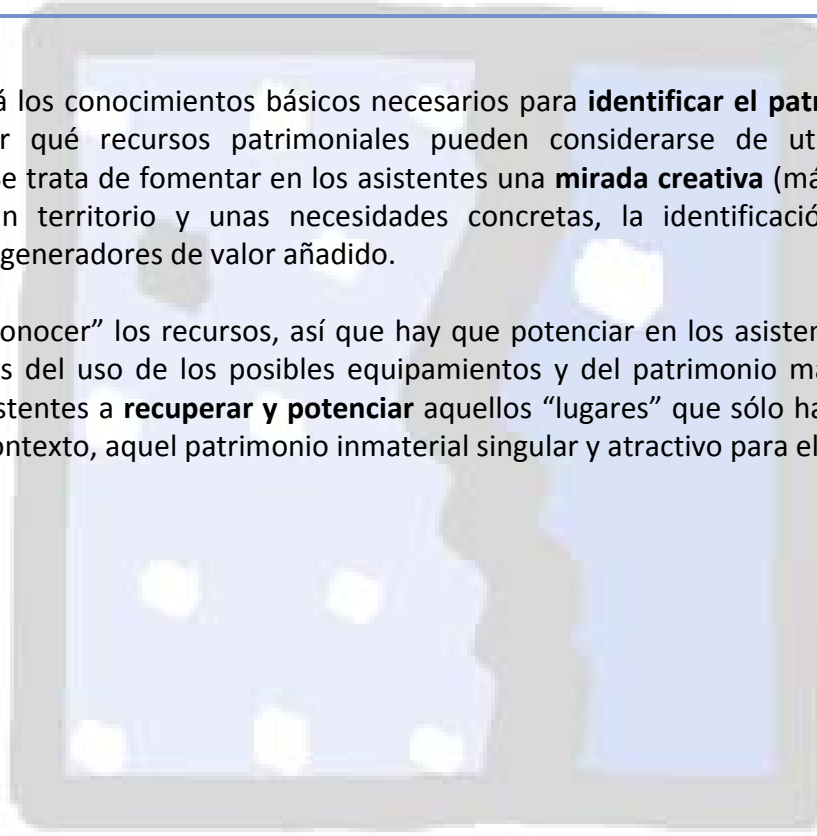 á los conocimientos básicos necesarios para identificar el patr
r qué recursos patrimoniales pueden considerarse de ut
e trata de fomentar en los asistentes una mirada creativa (má
n territorio y unas necesidades concretas, la identificació
generadores de valor añadido.
onocer” los recursos, así que hay que potenciar en los asisten
s del uso de los posibles equipamientos y del patrimonio ma
stentes a recuperar y potenciar aquellos “lugares” que sólo ha
ontexto, aquel patrimonio inmaterial singular y atractivo para el